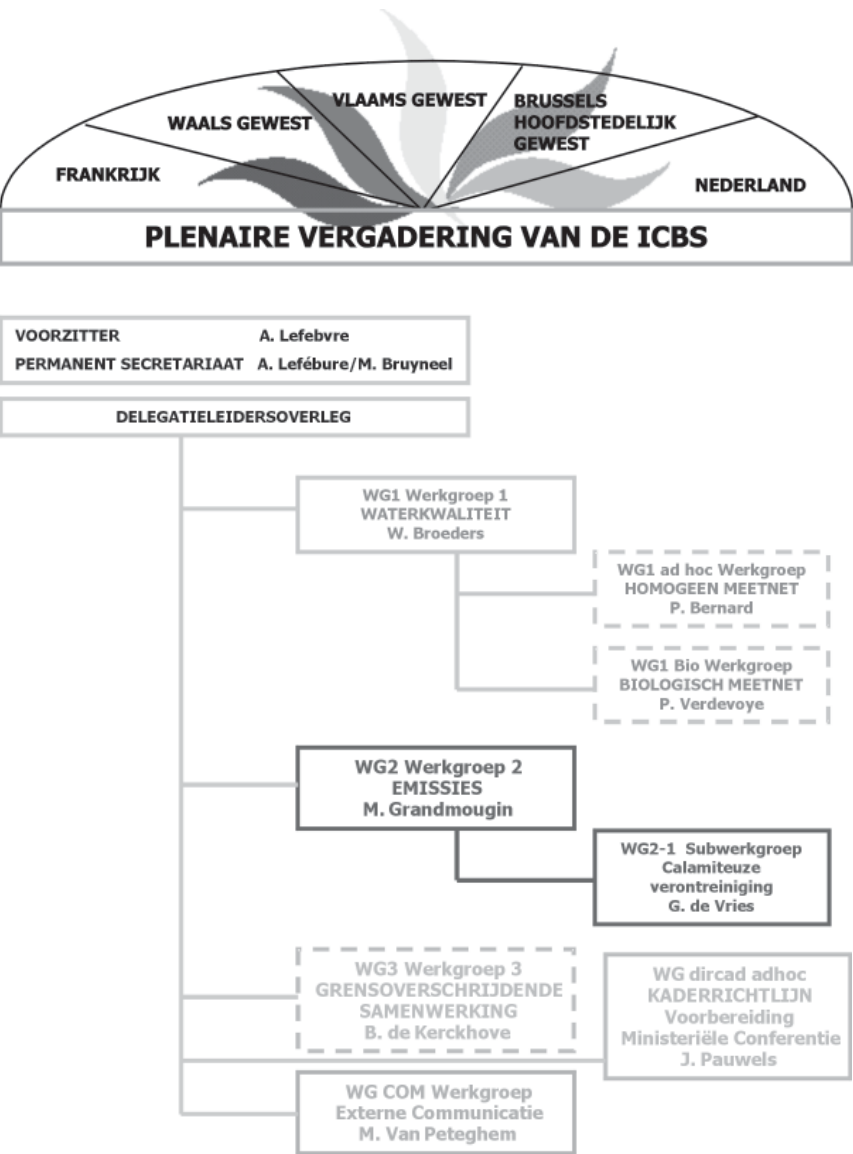 FRANKRIJK
WAALS GEWEST
VLAAMS GEWEST
BRUSSELS
HOOFDSTEDELIJK
GEWEST
NEDERLAND
PLENAIRE VERGADERING VAN DE ICBS
VOORZITTER A. Lefebvre
PERMANENT SECRETARIAAT A. Lefébure/M. Bruyneel
DELEGATIELEIDERSOVERLEG
WG1 Werkgroep 1
WATERKWALITEIT
W. Broeders
WG1 ad hoc Werkgroep
HOMOGEEN MEETNET
P. Bernard
WG1 Bio Werkgroep
BIOLOGISCH MEETNET
P. Verdevoye
WG2 Werkgroep 2
EMISSIES
M. Grandmougin
WG2-1 Subwerkgroep
Calamiteuze
verontreiniging
G. de Vries
WG3 Werkgroep 3
GRENSOVERSCHRIJDENDE
SAMENWERKING
B. de Kerckhove
WG dircad adhoc
KADERRICHTLIJN
Voorbereiding
Ministeriële Conferentie
J. Pauwels
WG COM Werkgroep
Externe Communicatie
M. Van Peteghem